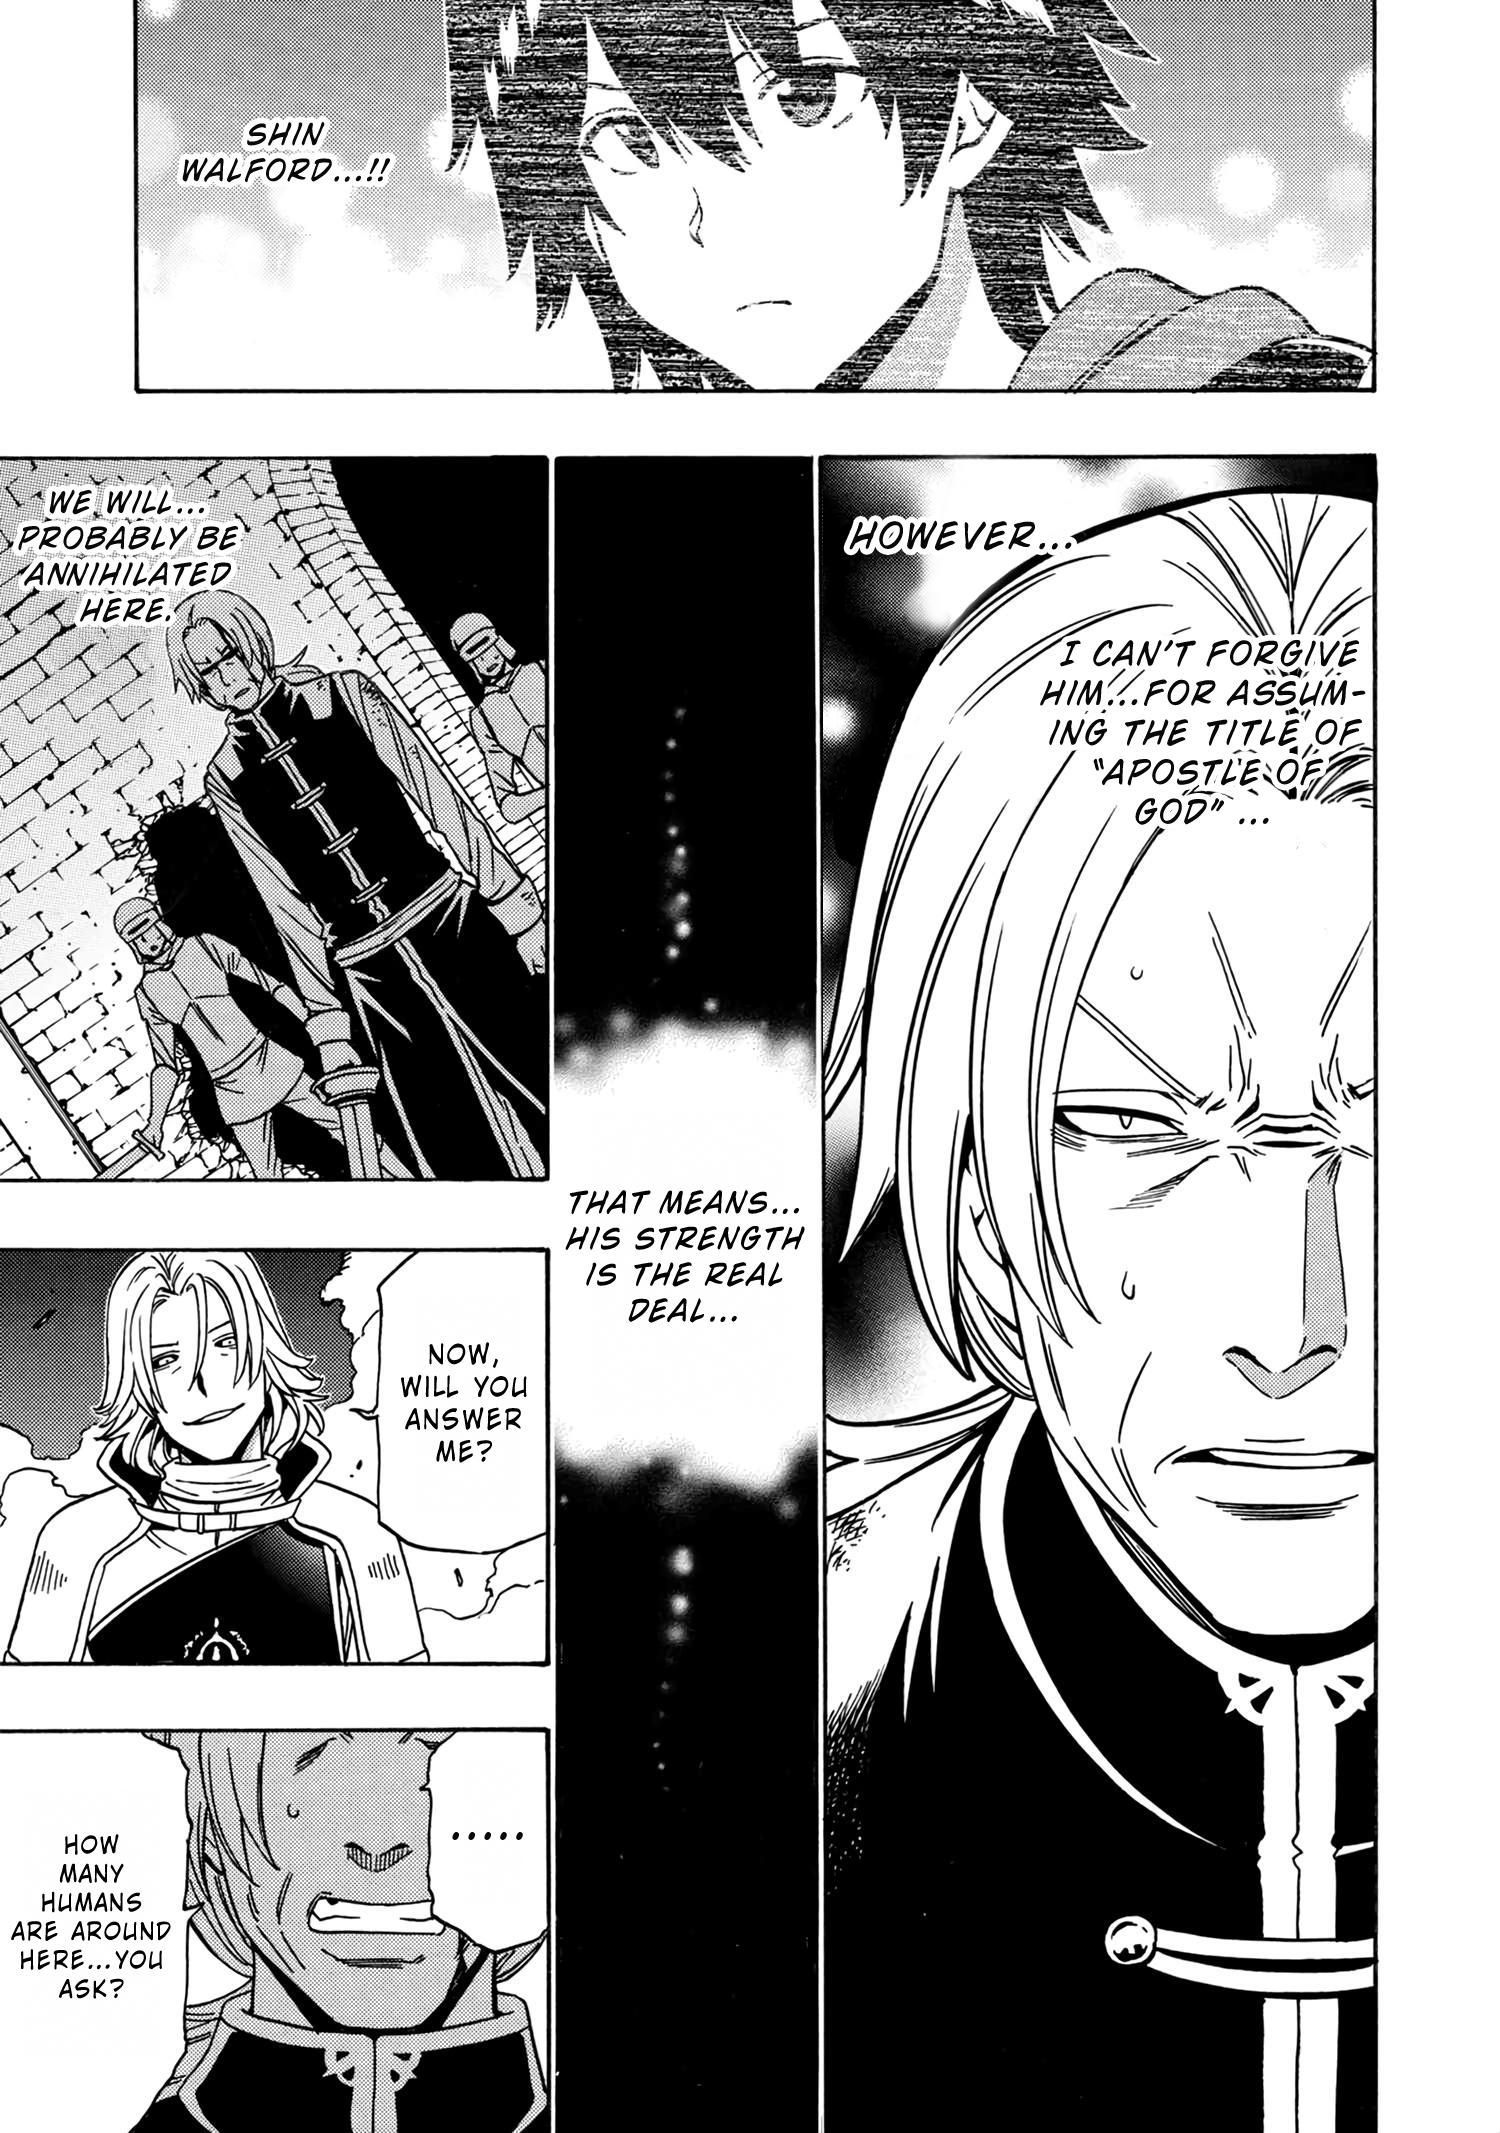 SHIN
WALFORD...!!
HOWEVER...
I CAN'T FORGIVE
HIM...FOR ASSUM-
ING THE TITLE OF
"APOSTLE OF
GOD" ...
THAT MEANS...
HIS STRENGTH
IS THE REAL
DEAL...
WE WILL...
PROBABLY BE
ANNIHILATED
HERE.
NOW,
WILL YOU
ANSWER
ME?
.....
HOW
MANY
HUMANS
ARE AROUND
HERE...YOU
ASK?